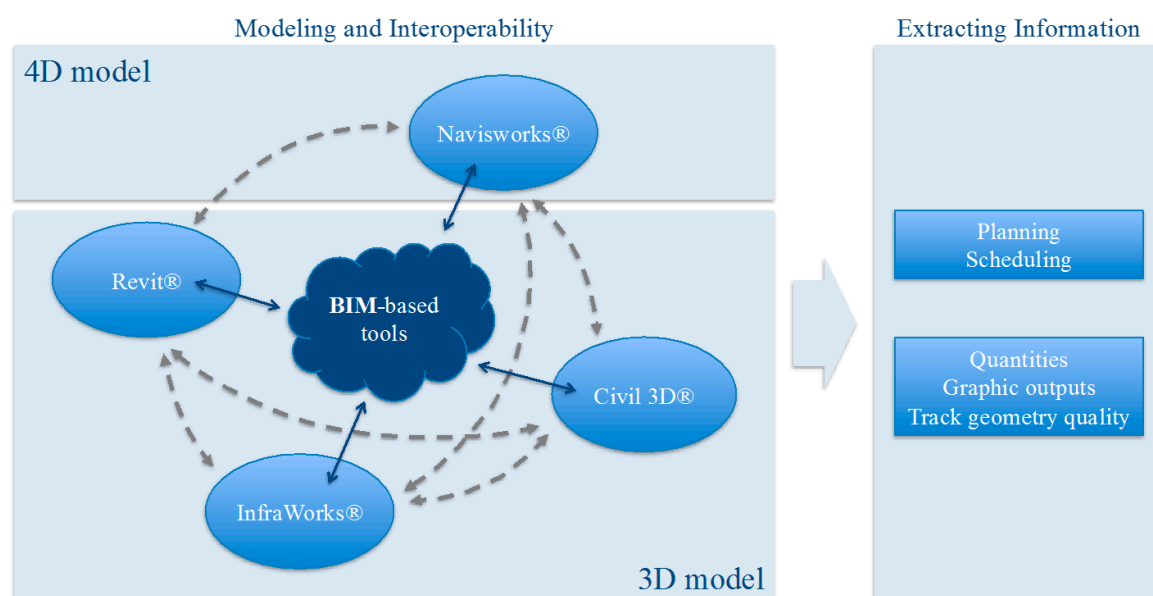 Modeling and Interoperability
Extracting Information
4D model
Navisworks®
Revit®
BIM-based
tools
Civil 3D®
InfraWorks®
3D model
Planning
Scheduling
Quantities
Graphic outputs
Track geometry quality